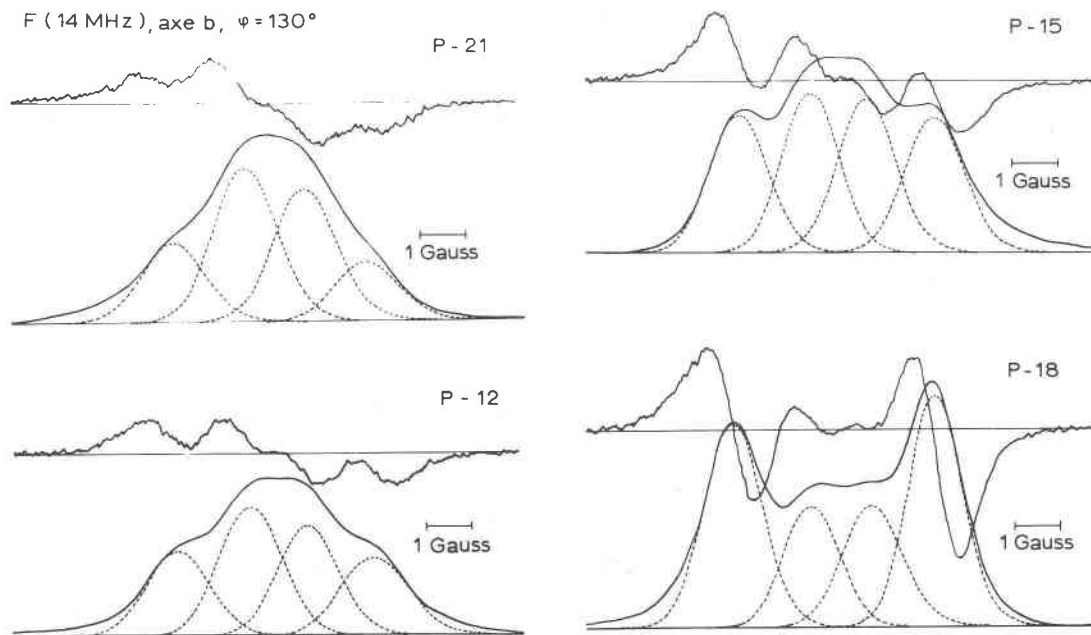 F (14 MHz), axe b, φ = 130°
P - 21
1 Gauss
P - 15
1 Gauss
P - 12
1 Gauss
P - 18
1 Gauss